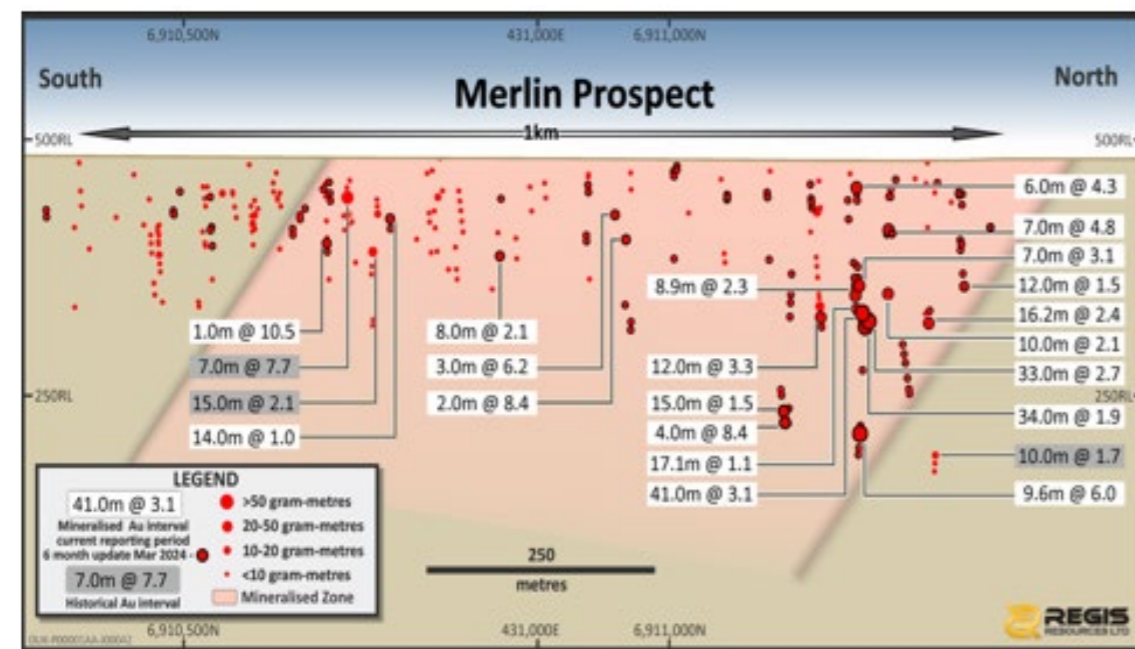 6,910,500N 431,000E 6,911,000N
South North
Merlin Prospect
1km
500RL 500RL
6.0m @ 4.3
7.0m @ 4.8
7.0m @ 3.1
8.9m @ 2.3
12.0m @ 1.5
16.2m @ 2.4
1.0m @ 10.5
8.0m @ 2.1
10.0m @ 2.1
7.0m @ 7.7
3.0m @ 6.2
12.0m @ 3.3
33.0m @ 2.7
250RL 250RL
15.0m @ 2.1
2.0m @ 8.4
15.0m @ 1.5
34.0m @ 1.9
14.0m @ 1.0
4.0m @ 8.4
17.1m @ 1.1
10.0m @ 1.7
41.0m @ 3.1
9.6m @ 6.0
LEGEND
41.0m @ 3.1
Mineralised Au interval
current reporting period
6 month update Mar 2024 -
7.0m @ 7.7
Historical Au interval
>50 gram-metres
20-50 gram-metres
10-20 gram-metres
<10 gram-metres
Mineralised Zone
250
metres
REGIS
RESOURCES LTD
6,910,500N 431,000E 6,911,000N